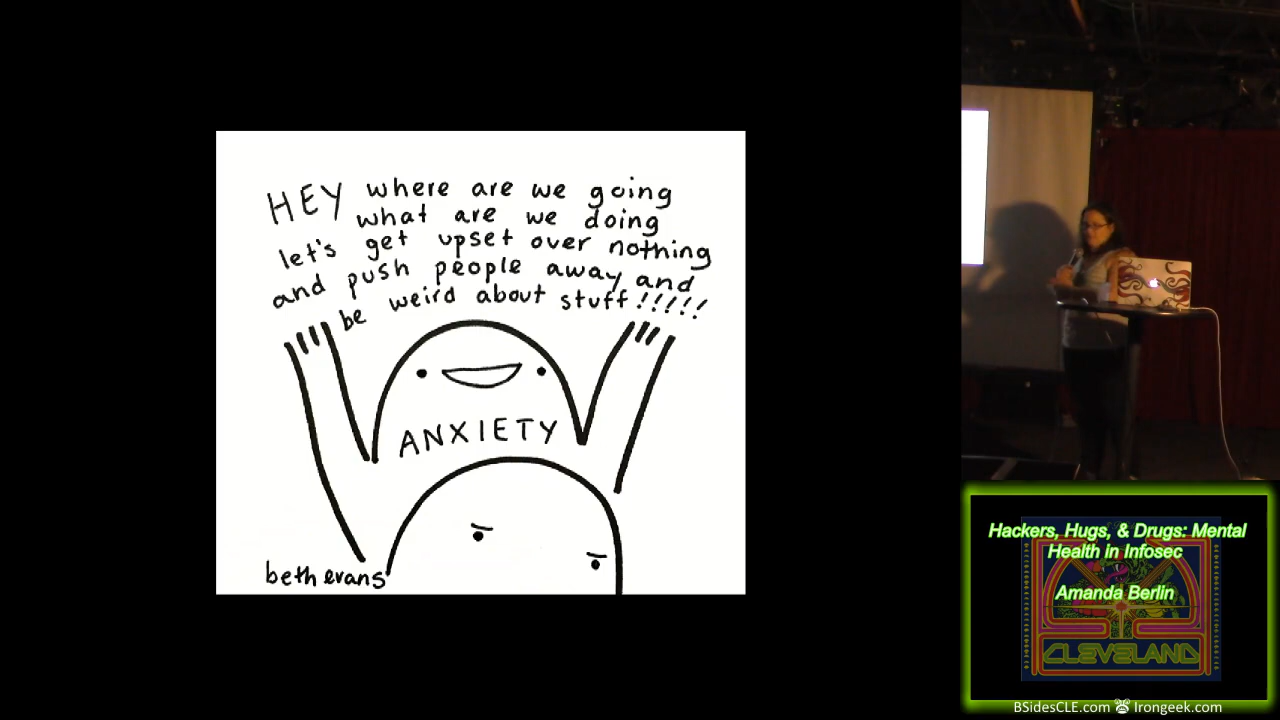 HEY where are we going
what are we doing
let's get upset over nothing
and push people away and
be weird about stuff!!!!!
ANXIETY
beth evans
Hackers, Hugs, & Drugs: Mental
Health in Infosec
Amanda Berlin
CLEVELAND
BSidesCLE.com Irongeek.com